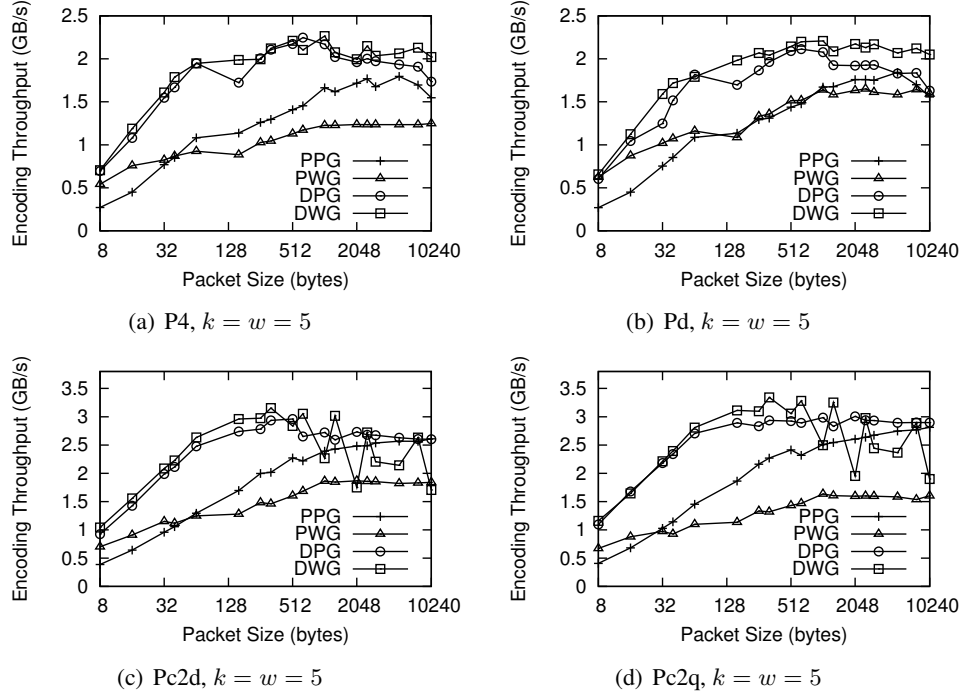 Encoding Throughput (GB/s)
2.5
2
1.5
1
0.5
0
PPG
PWG
DPG
DWG
8 32 128 512 2048 10240
Packet Size (bytes)
(a) P4, k = w = 5
Encoding Throughput (GB/s)
2.5
2
1.5
1
0.5
0
PPG
PWG
DPG
DWG
8 32 128 512 2048 10240
Packet Size (bytes)
(b) Pd, k = w = 5
Encoding Throughput (GB/s)
3.5
3
2.5
2
1.5
1
0.5
0
PPG
PWG
DPG
DWG
8 32 128 512 2048 10240
Packet Size (bytes)
(c) Pc2d, k = w = 5
Encoding Throughput (GB/s)
3.5
3
2.5
2
1.5
1
0.5
0
PPG
PWG
DPG
DWG
8 32 128 512 2048 10240
Packet Size (bytes)
(d) Pc2q, k = w = 5